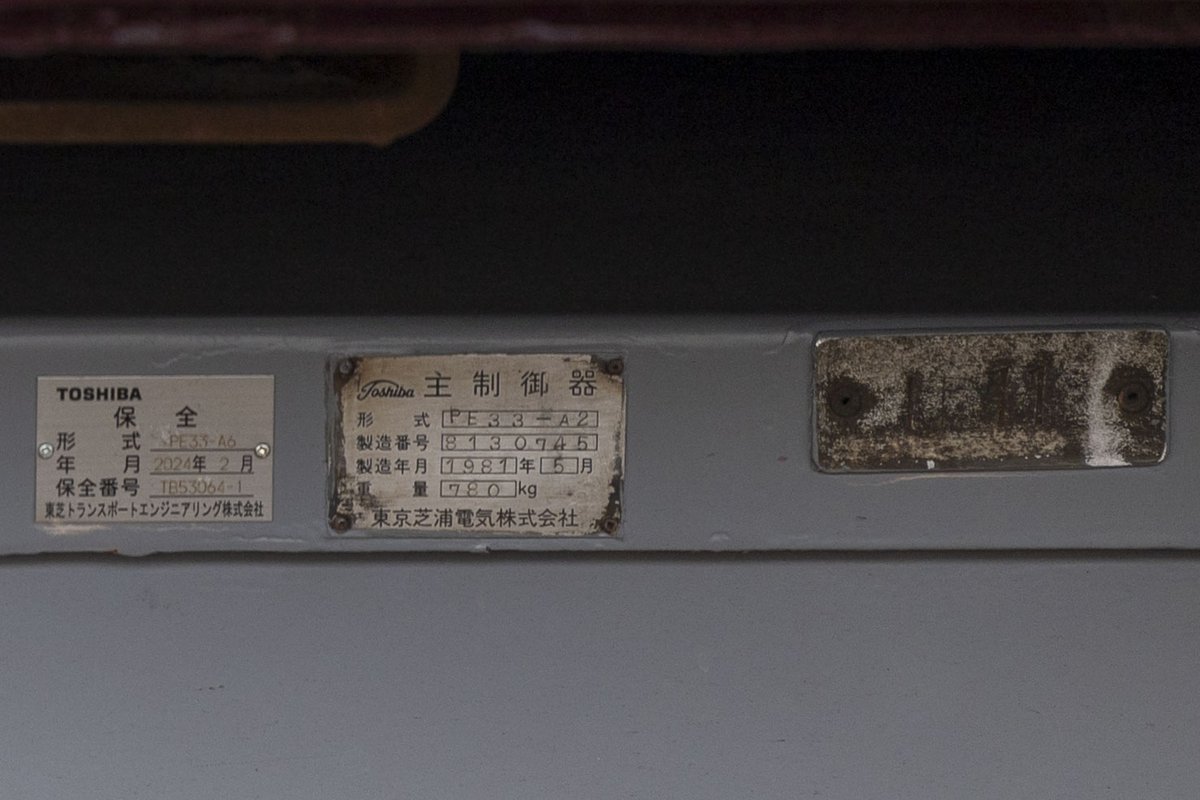 TOSHIBA
保全
形式 PE33-A6
年月 2024年 2月
保全番号 TB53064-1
東芝トランスポートエンジニアリング株式会社
Toshiba 主制御器
形式 PE33-A2
製造番号 8130745
製造年月 1981年 5月
重量 780kg
東京芝浦電気株式会社